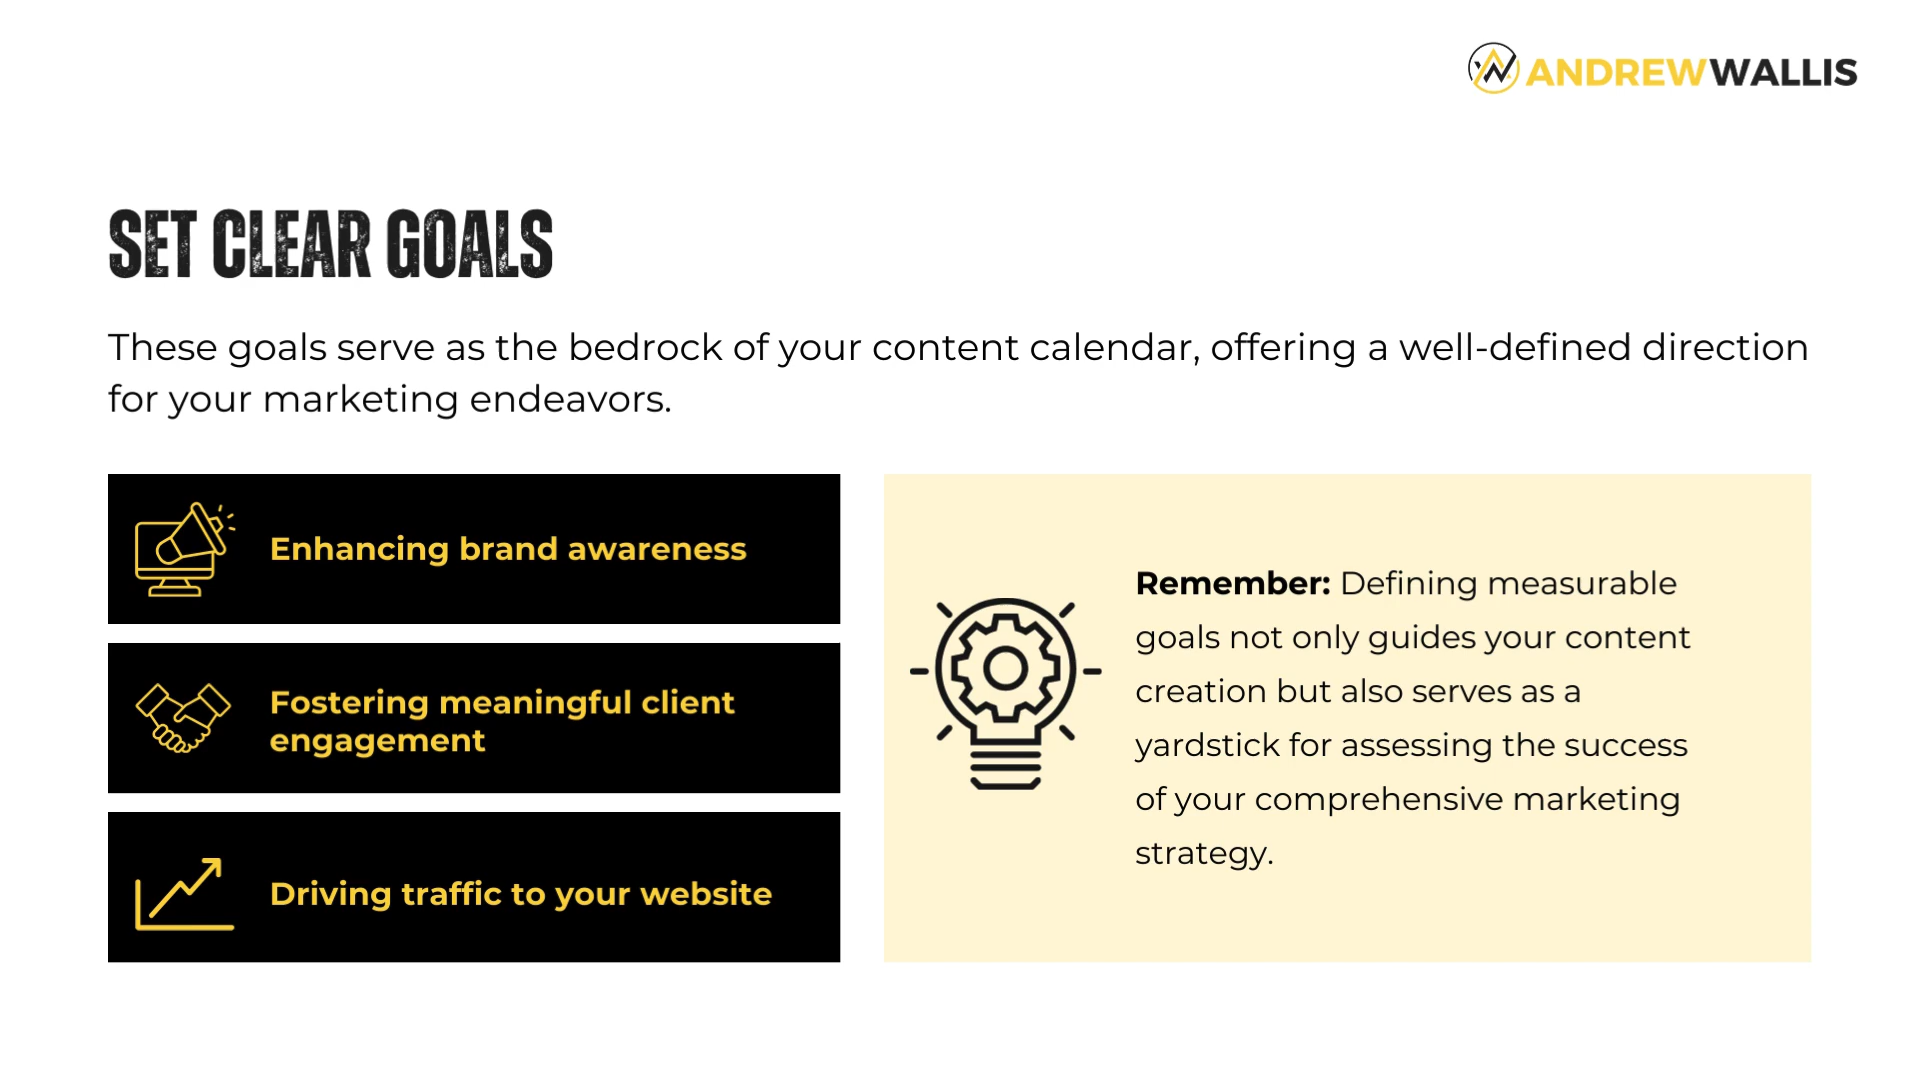 ANDREWWALLIS
SET CLEAR GOALS
These goals serve as the bedrock of your content calendar, offering a well-defined direction
for your marketing endeavors.
Enhancing brand awareness
Fostering meaningful client
engagement
Driving traffic to your website
Remember: Defining measurable
goals not only guides your content
creation but also serves as a
yardstick for assessing the success
of your comprehensive marketing
strategy.